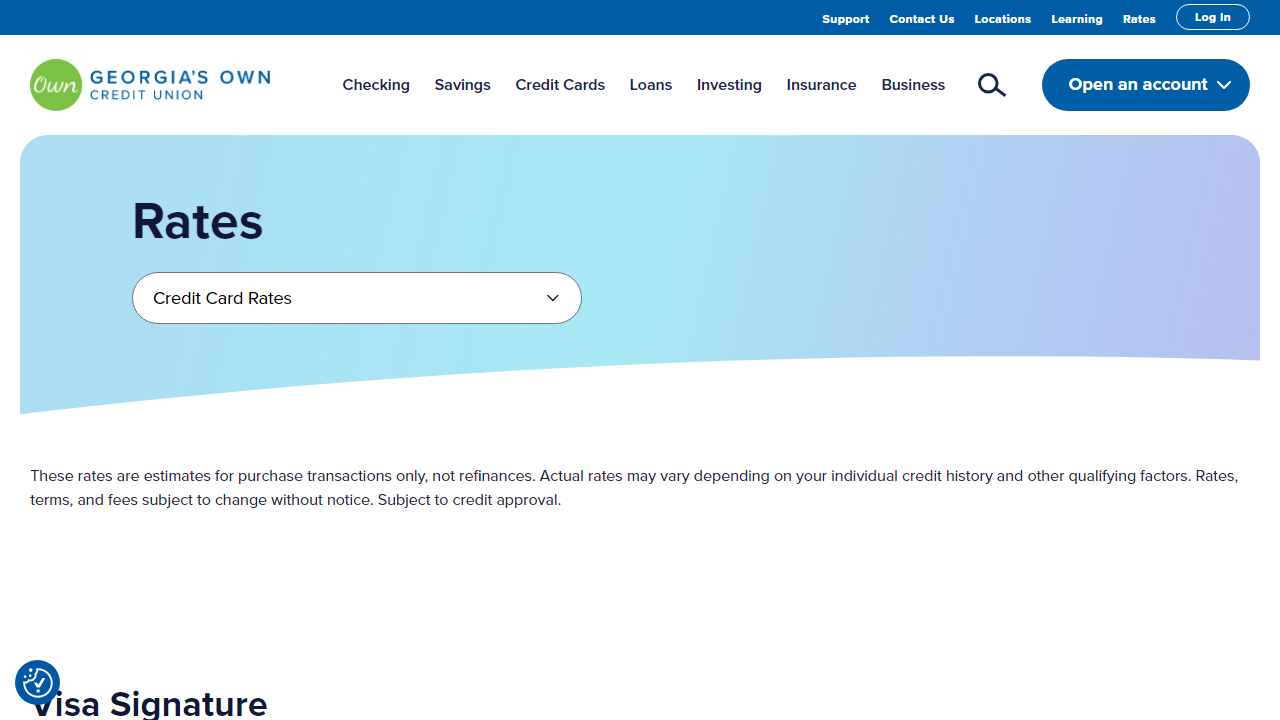 Support Contact Us Locations Learning Rates Log In
Own GEORGIA'S OWN
CREDIT UNION
Checking Savings Credit Cards Loans Investing Insurance Business Open an account
Rates
Credit Card Rates
These rates are estimates for purchase transactions only, not refinances. Actual rates may vary depending on your individual credit history and other qualifying factors. Rates,
terms, and fees subject to change without notice. Subject to credit approval.
Visa Signature